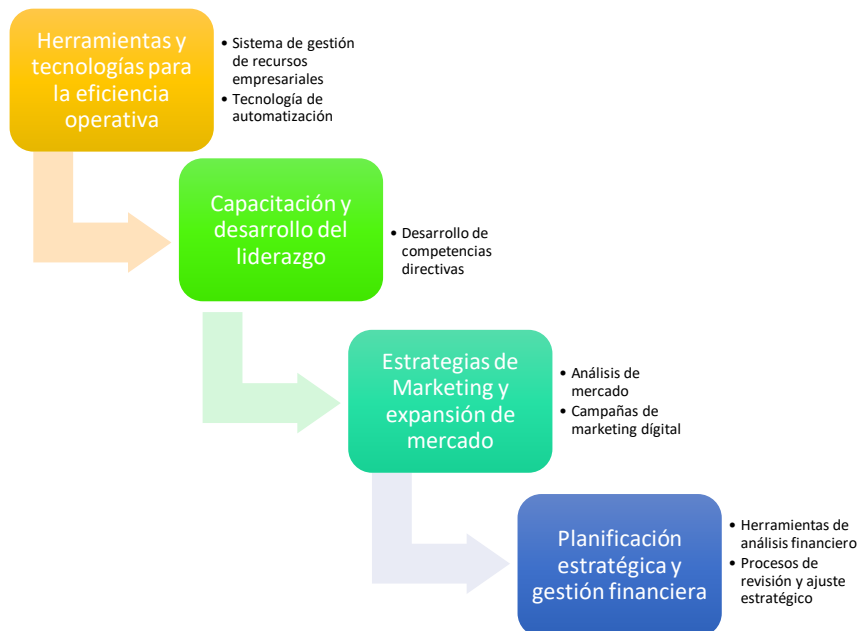 Herramientas y
tecnologías para
la eficiencia
operativa
• Sistema de gestión
de recursos
empresariales
• Tecnología de
automatización
Capacitación y
desarrollo del
liderazgo
• Desarrollo de
competencias
directivas
Estrategias de
Marketing y
expansión de
mercado
• Análisis de
mercado
• Campañas de
marketing dígital
Planificación
estratégica y
gestión financiera
• Herramientas de
análisis financiero
• Procesos de
revisión y ajuste
estratégico